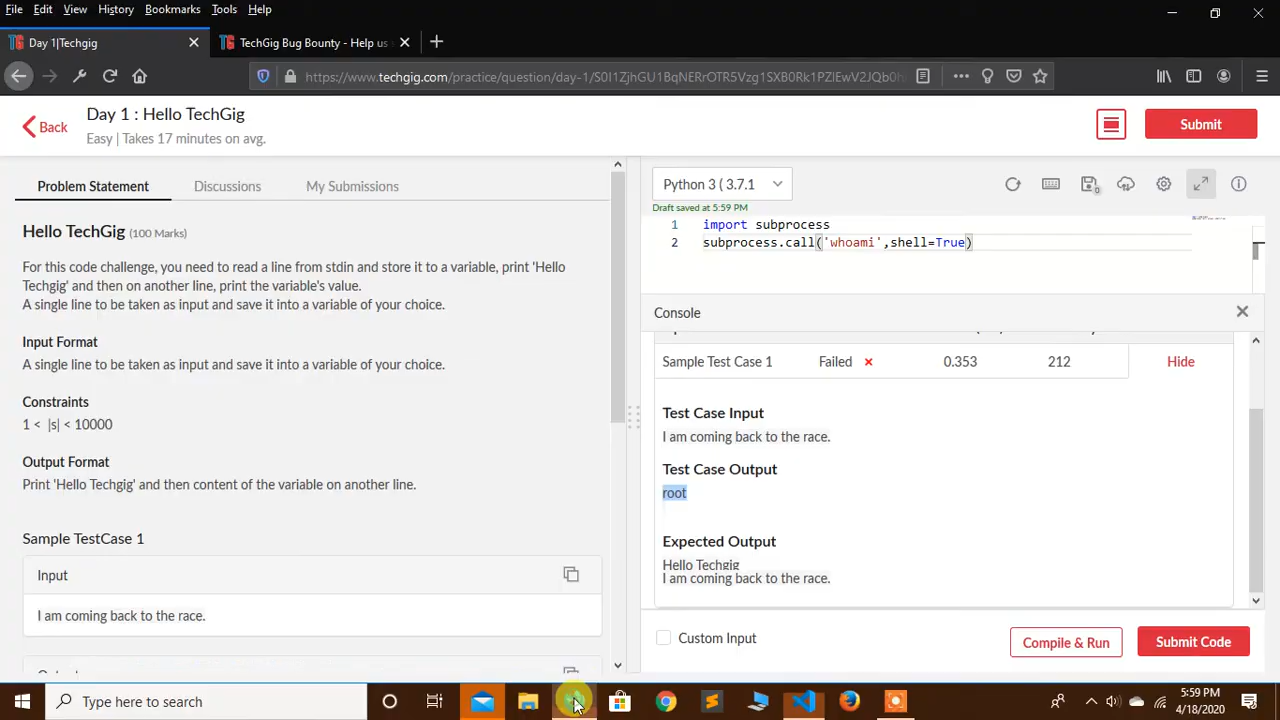 File Edit View History Bookmarks Tools Help
Day 1|Techgig
TechGig Bug Bounty - Help us
https://www.techgig.com/practice/question/day-1/S0I1ZjhGU1BqNERrOTR5Vzg1SXB0Rk1PZlEwV2JQb0h
Back
Day 1 : Hello TechGig
Easy | Takes 17 minutes on avg.
Submit
Problem Statement Discussions My Submissions
Hello TechGig (100 Marks)
For this code challenge, you need to read a line from stdin and store it to a variable, print 'Hello
Techgig' and then on another line, print the variable's value.
A single line to be taken as input and save it into a variable of your choice.
Input Format
A single line to be taken as input and save it into a variable of your choice.
Constraints
1 < |s| < 10000
Output Format
Print 'Hello Techgig' and then content of the variable on another line.
Sample TestCase 1
Input
I am coming back to the race.
Python 3 ( 3.7.1
Draft saved at 5:59 PM
0
1 import subprocess
2 subprocess.call('whoami',shell=True)
Console
Sample Test Case 1 Failed × 0.353 212 Hide
Test Case Input
I am coming back to the race.
Test Case Output
root
Expected Output
Hello Techgig
I am coming back to the race.
Custom Input
Compile & Run
Submit Code
Type here to search
5:59 PM
4/18/2020